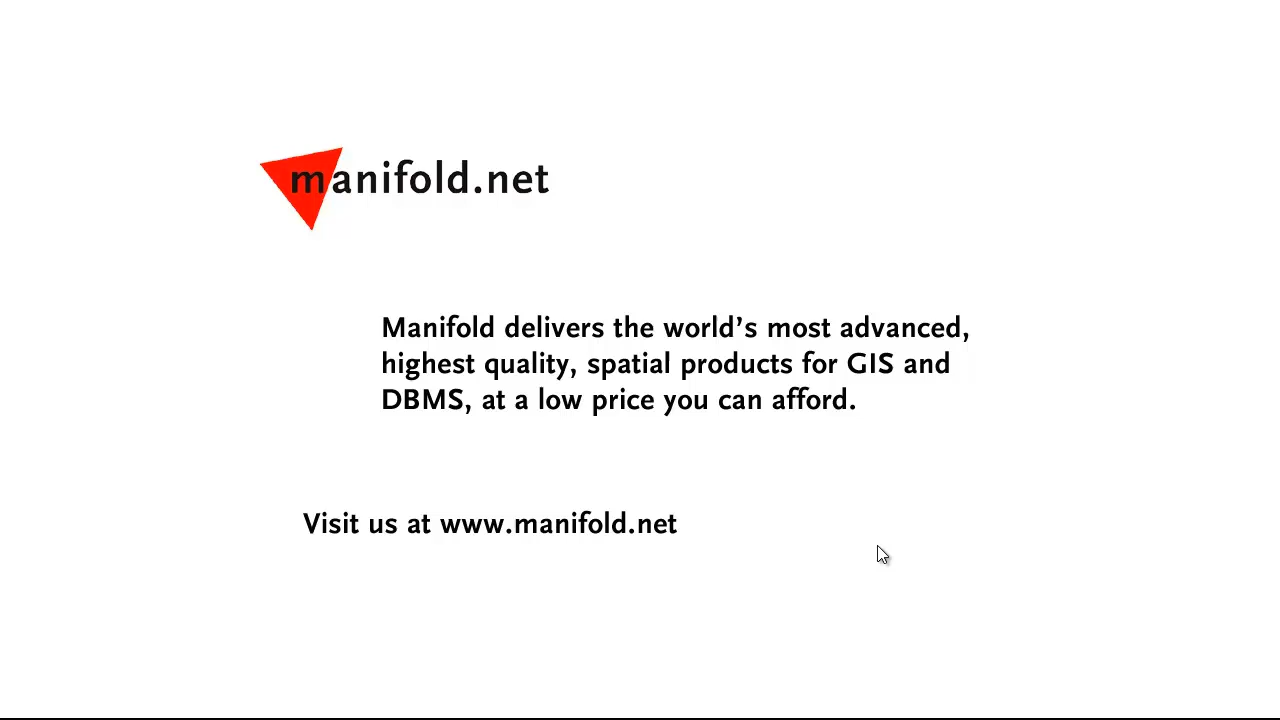 manifold.net
Manifold delivers the world’s most advanced,
highest quality, spatial products for GIS and
DBMS, at a low price you can afford.
Visit us at www.manifold.net